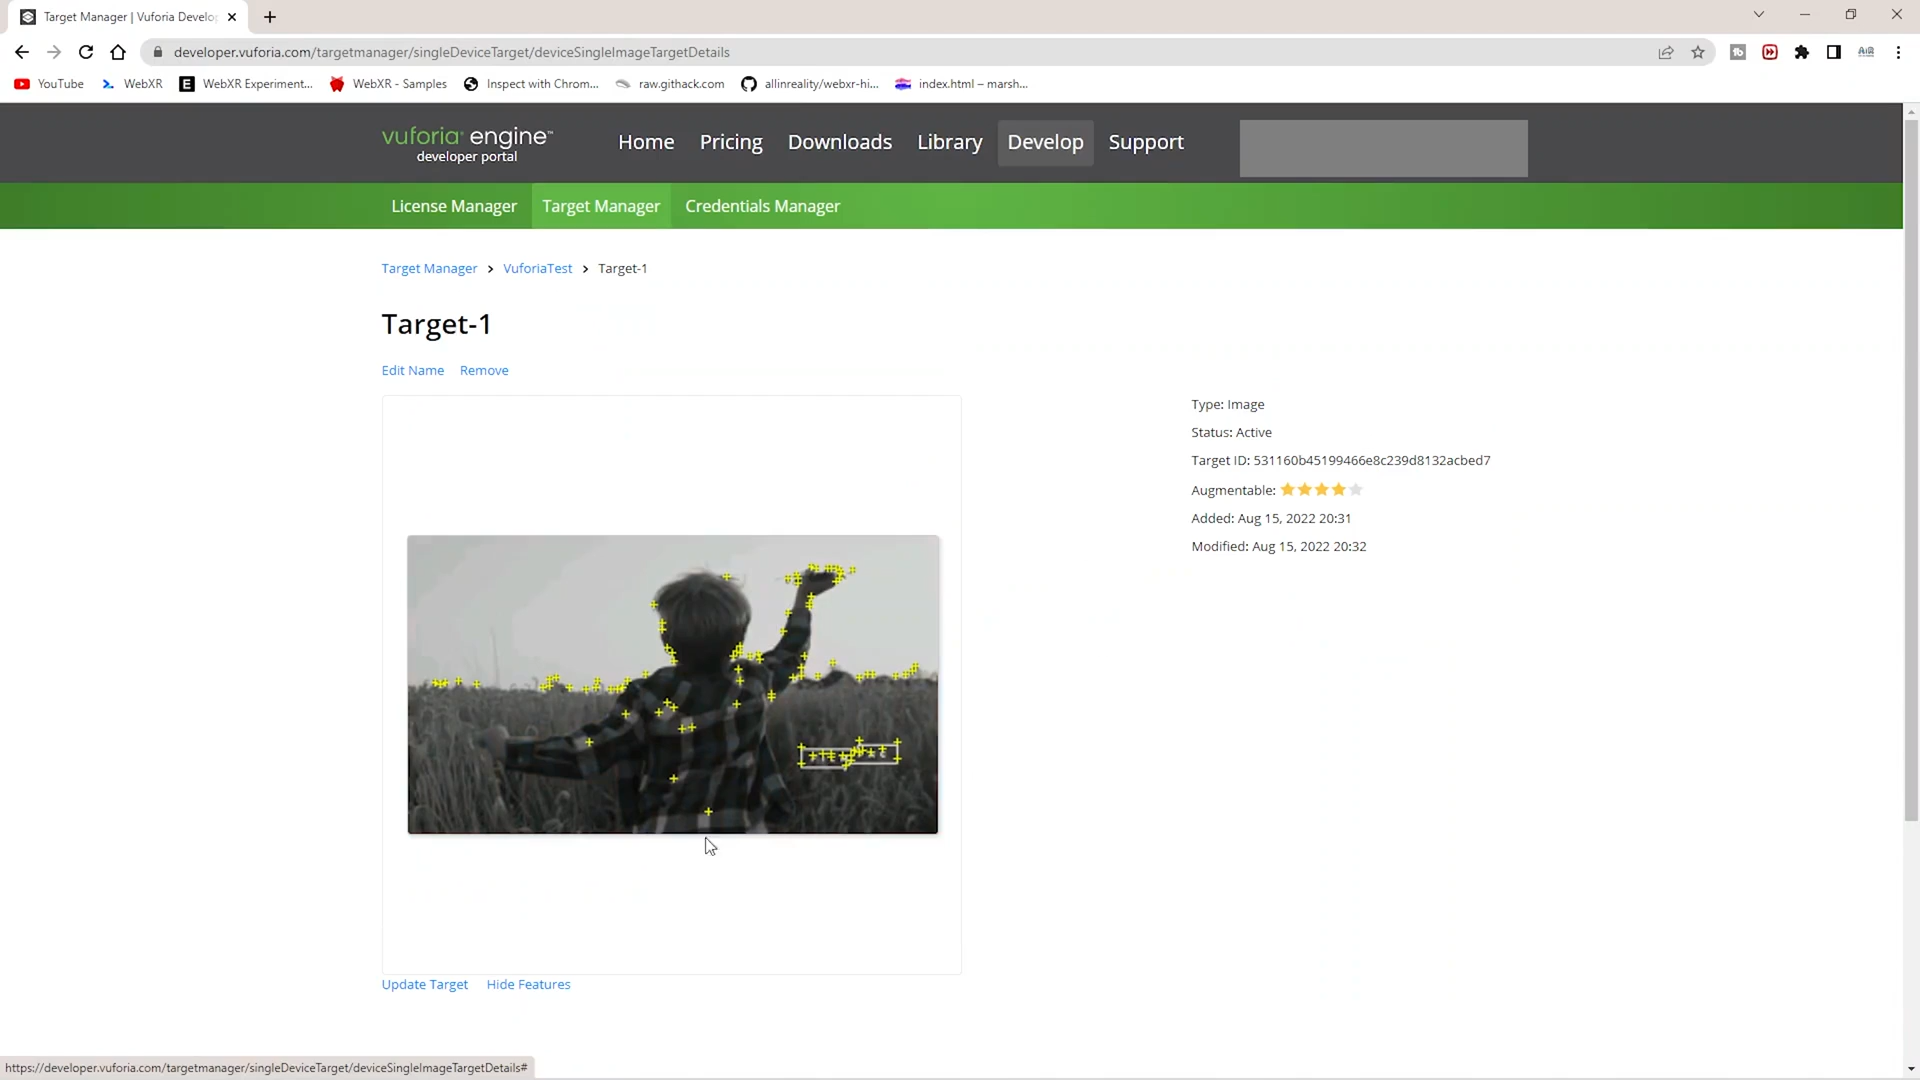 Target Manager | Vuforia Develo
developer.vuforia.com/targetmanager/singleDeviceTarget/deviceSingleImageTargetDetails
YouTube
WebXR
WebXR Experiment...
WebXR - Samples
Inspect with Chrom...
raw.githack.com
allinreality/webxr-hi...
index.html – marsh...
vuforia engine™
developer portal
Home
Pricing
Downloads
Library
Develop
Support
License Manager
Target Manager
Credentials Manager
Target Manager > VuforiaTest > Target-1
Target-1
Edit Name
Remove
Type: Image
Status: Active
Target ID: 531160b45199466e8c239d8132acbed7
Augmentable:
Added: Aug 15, 2022 20:31
Modified: Aug 15, 2022 20:32
Update Target
Hide Features
https://developer.vuforia.com/targetmanager/singleDeviceTarget/deviceSingleImageTargetDetails#